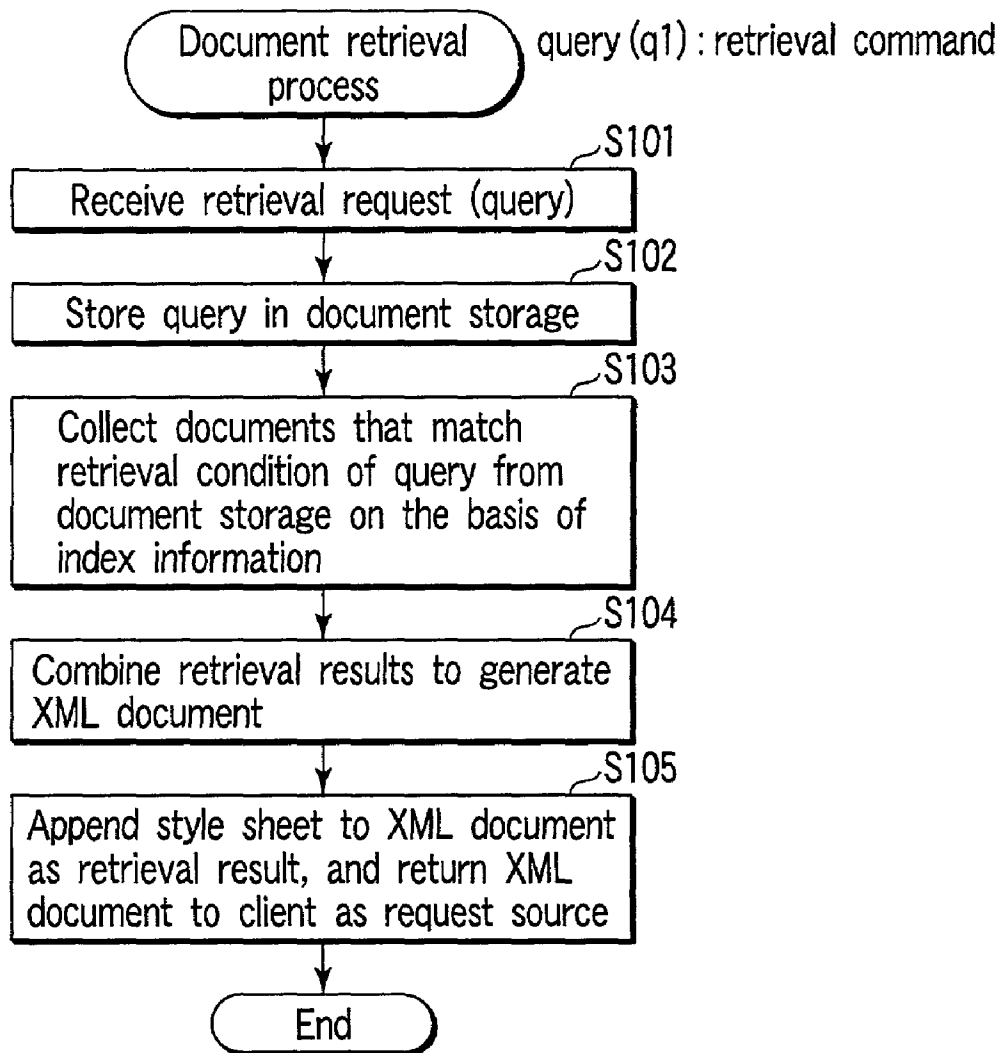 Document retrieval
process
query (q1) : retrieval command
S101
Receive retrieval request (query)
S102
Store query in document storage
S103
Collect documents that match
retrieval condition of query from
document storage on the basis of
index information
S104
Combine retrieval results to generate
XML document
S105
Append style sheet to XML document
as retrieval result, and return XML
document to client as request source
End